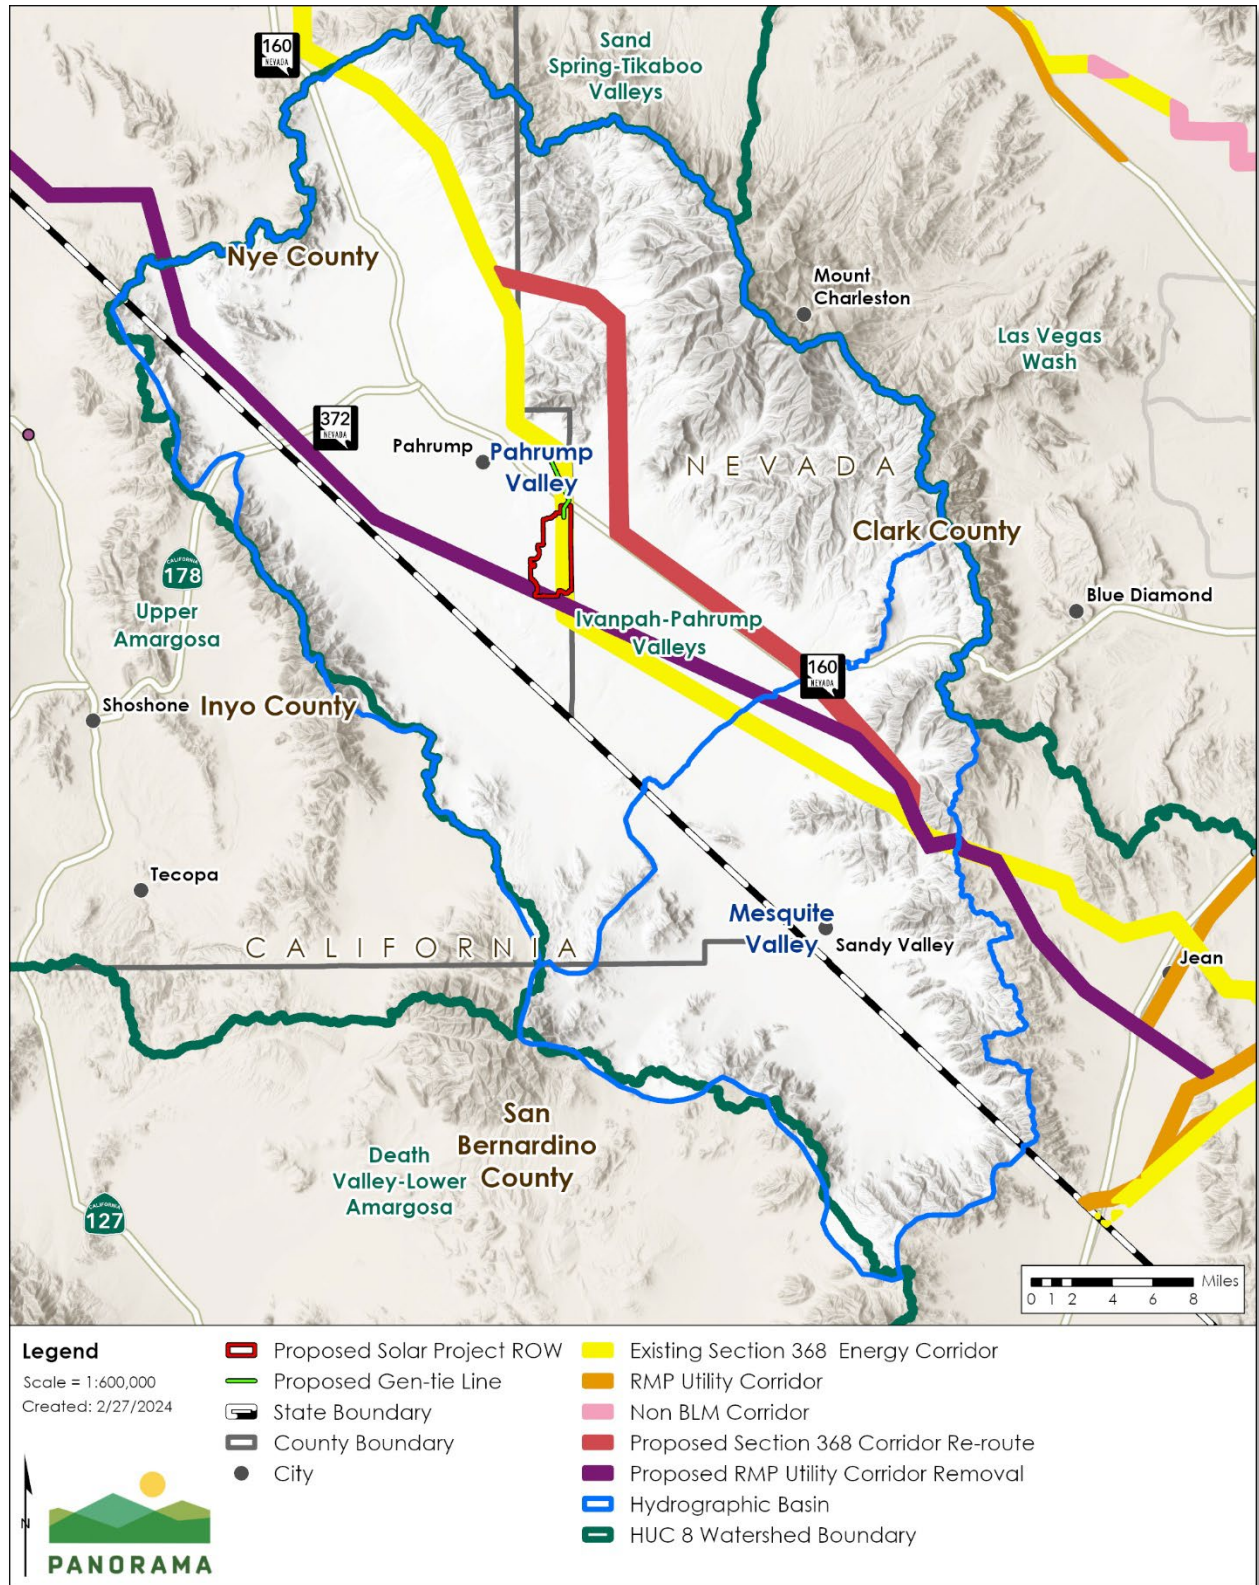 160
NEVADA
Sand
Spring-Tikaboo
Valleys
Nye County
Mount
Charleston
Las Vegas
Wash
372
NEVADA
Pahrump
Pahrump
Valley
NEVADA
Clark County
CALIFORNIA
178
Upper
Amargosa
Blue Diamond
Ivanpah-Pahrump
Valleys
160
NEVADA
Shoshone
Inyo County
Tecopa
Mesquite
Valley
Sandy Valley
CALIFORNIA
Jean
San
Bernardino
County
Death
Valley-Lower
Amargosa
CALIFORNIA
127
Miles
0 1 2 4 6 8
Legend
Scale = 1:600,000
Created: 2/27/2024
N
PANORAMA
Proposed Solar Project ROW
Proposed Gen-tie Line
State Boundary
County Boundary
City
Existing Section 368 Energy Corridor
RMP Utility Corridor
Non BLM Corridor
Proposed Section 368 Corridor Re-route
Proposed RMP Utility Corridor Removal
Hydrographic Basin
HUC 8 Watershed Boundary